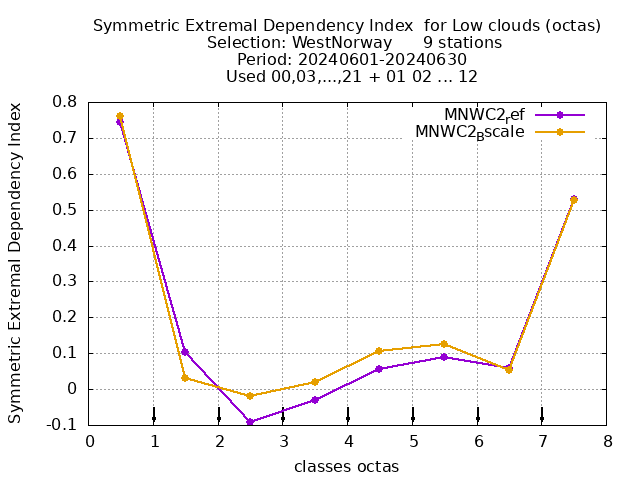 Symmetric Extremal Dependency Index  for Low clouds (octas)
Selection: WestNorway      9 stations
Period: 20240601-20240630
Used 00,03,...,21 + 01 02 ... 12
MNWC2ref
MNWC2Bscale
Symmetric Extremal Dependency Index
0.8
0.7
0.6
0.5
0.4
0.3
0.2
0.1
0
-0.1
0 1 2 3 4 5 6 7 8
classes octas